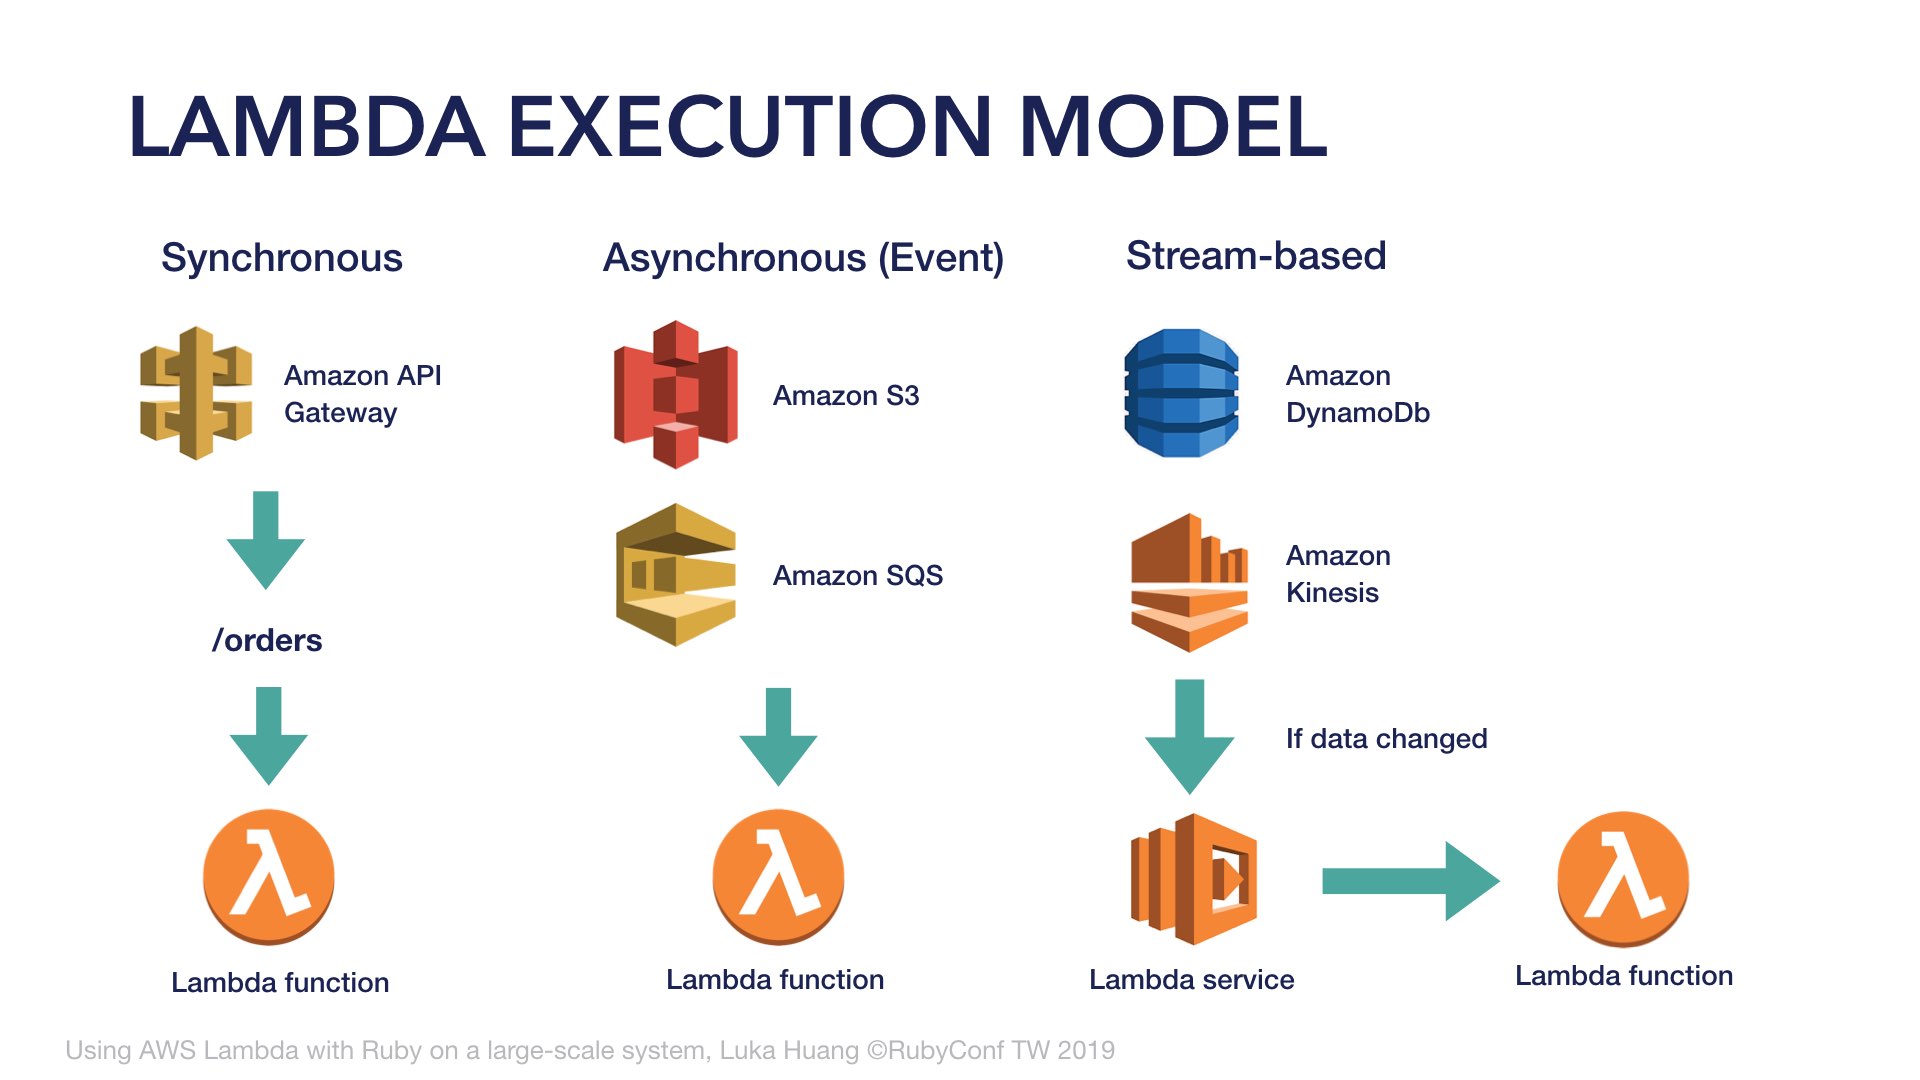 LAMBDA EXECUTION MODEL
Synchronous
Amazon API
Gateway
/orders
Lambda function
Asynchronous (Event)
Amazon S3
Amazon SQS
Lambda function
Stream-based
Amazon
DynamoDb
Amazon
Kinesis
If data changed
Lambda service
Lambda function
Using AWS Lambda with Ruby on a large-scale system, Luka Huang ©RubyConf TW 2019